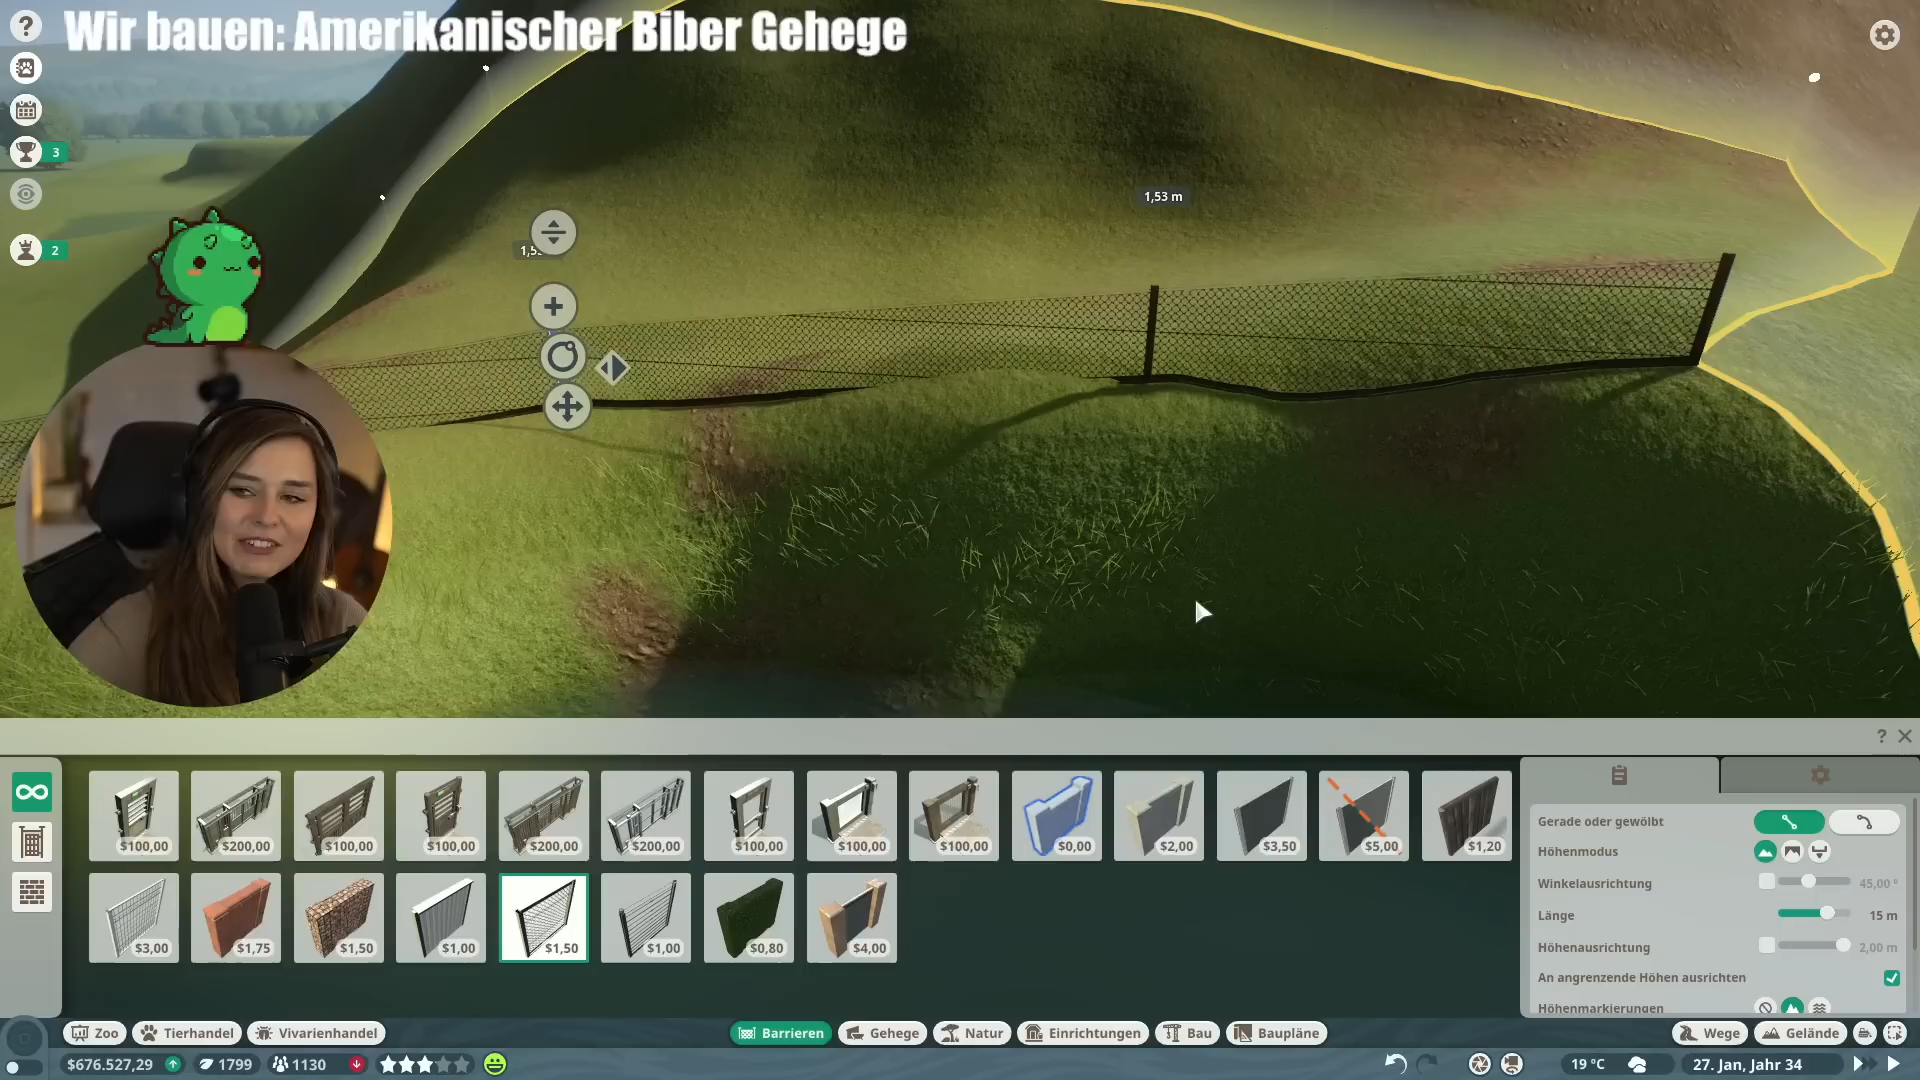 Wir bauen: Amerikanischer Biber Gehege
3
2
1,53 m
$100,00
$200,00
$100,00
$100,00
$200,00
$200,00
$100,00
$100,00
$100,00
$0,00
$2,00
$3,50
$5,00
$1,20
$3,00
$1,75
$1,50
$1,00
$1,50
$1,00
$0,80
$4,00
?
Gerade oder gewölbt
Höhenmodus
Winkelausrichtung
45,00 °
Länge
15 m
Höhenausrichtung
2,00 m
An angrenzende Höhen ausrichten
Höhenmarkierungen
Zoo
Tierhandel
Vivarienhandel
Barrieren
Gehege
Natur
Einrichtungen
Bau
Baupläne
Wege
Gelände
$676.527,29
1799
1130
19 °C
27. Jan, Jahr 34